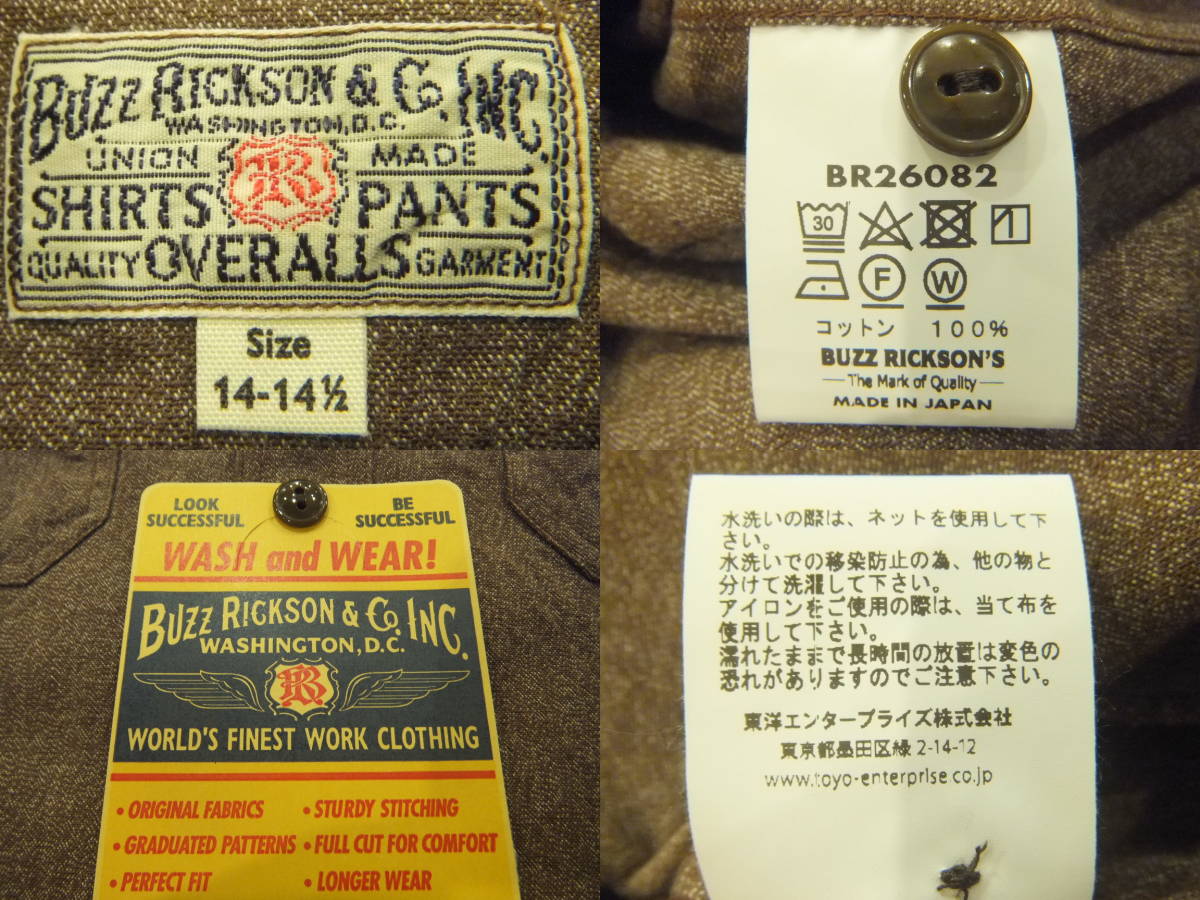 BUZZ RICKSON & CO. INC.
WASHINGTON, D.C.
UNION MADE
BR
SHIRTS PANTS
OVERALLS
QUALITY GARMENT
Size
14-14½
BR26082
30
F W
コットン 100%
BUZZ RICKSON'S
The Mark of Quality
MADE IN JAPAN
LOOK SUCCESSFUL
BE SUCCESSFUL
WASH and WEAR!
BUZZ RICKSON & CO. INC.
WASHINGTON, D.C.
BR
WORLD'S FINEST WORK CLOTHING
• ORIGINAL FABRICS
• GRADUATED PATTERNS
• PERFECT FIT
• STURDY STITCHING
• FULL CUT FOR COMFORT
• LONGER WEAR
水洗いの際は、ネットを使用して下
さい。
水洗いでの移染防止の為、他の物と
分けて洗濯して下さい。
アイロンをご使用の際は、当て布を
使用して下さい。
濡れたままで長時間の放置は変色の
恐れがありますのでご注意下さい。
東洋エンタープライズ株式会社
東京都墨田区緑 2-14-12
www.toyo-enterprise.co.jp